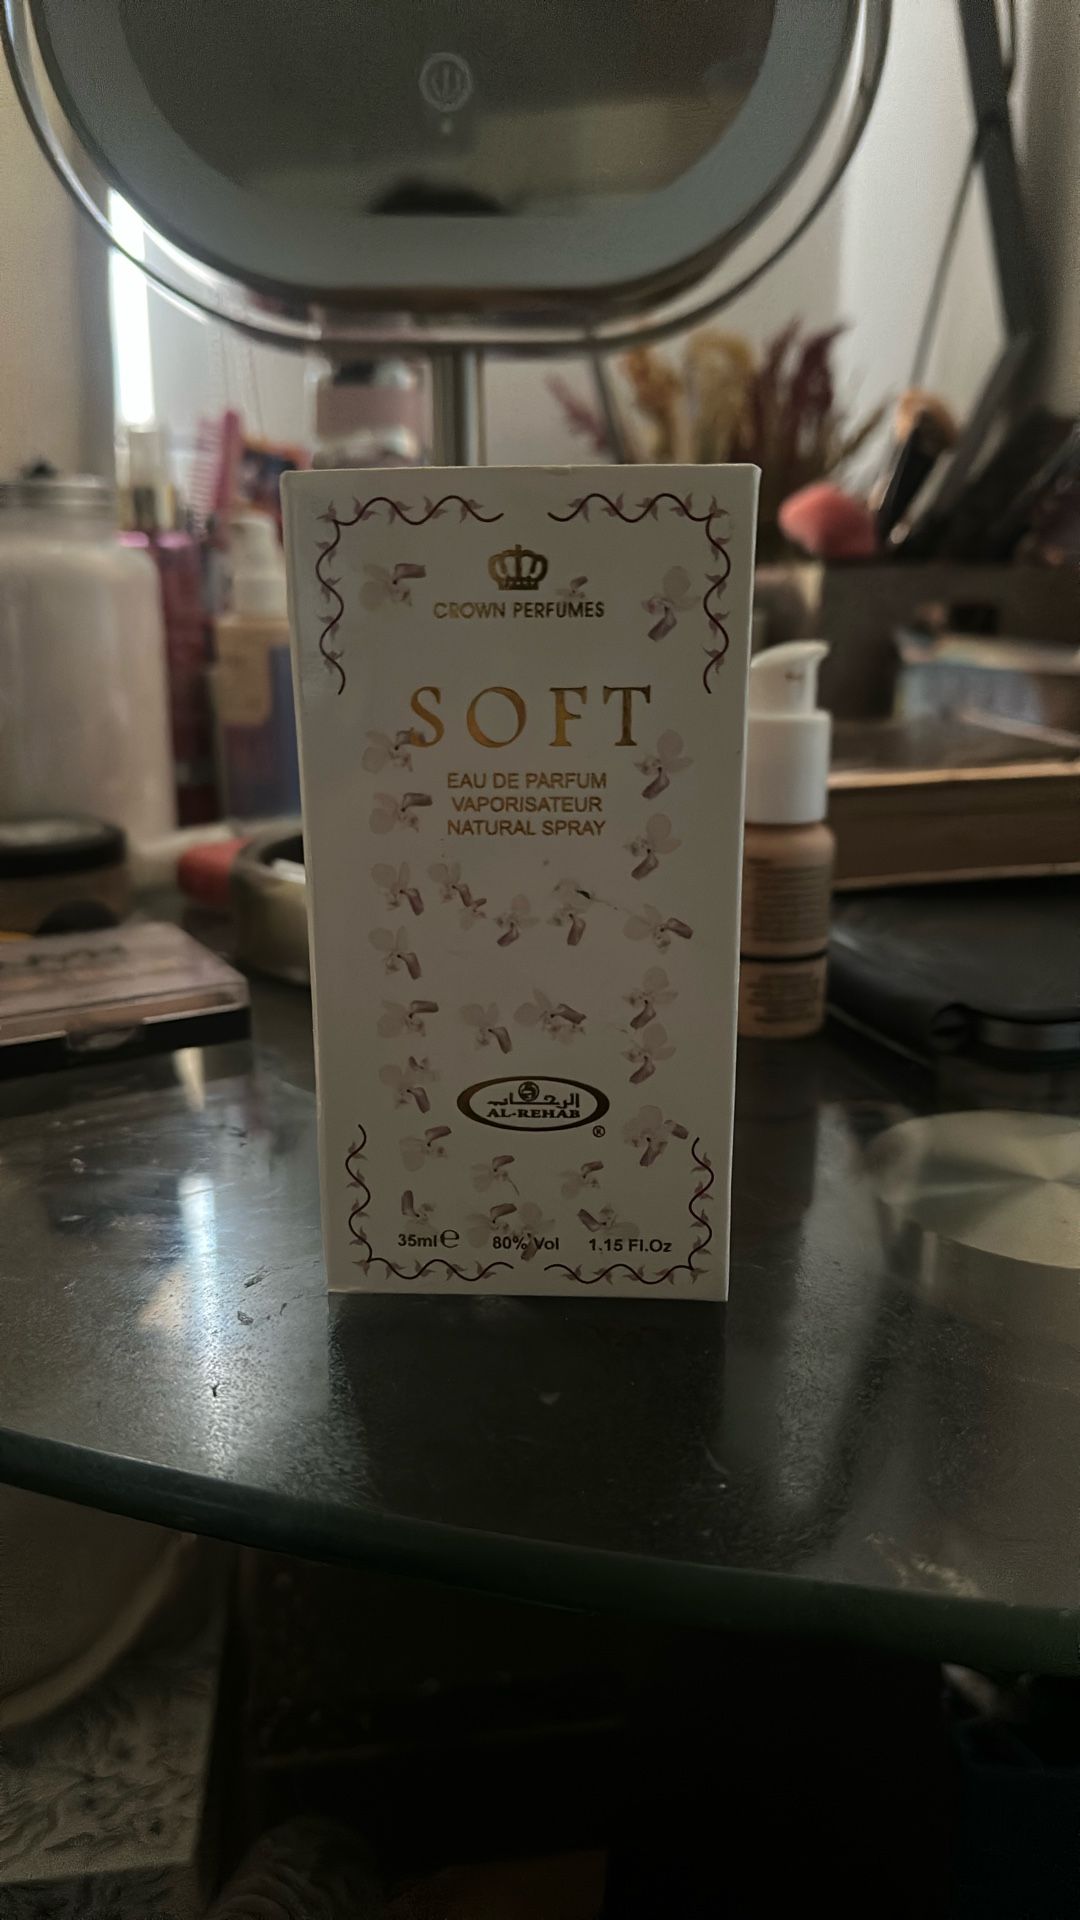 CROWN PERFUMES
SOFT
EAU DE PARFUM
VAPORISATEUR
NATURAL SPRAY
الرحاب
AL-REHAB
®
35ml℮ 80% Vol 1.15 Fl.Oz